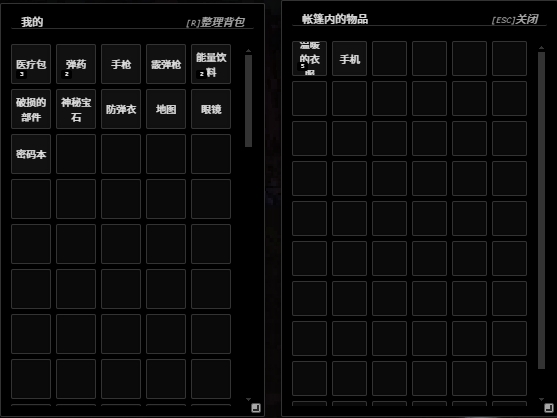 我的
[R]整理背包
医疗包
3
弹药
2
手枪
霰弹枪
能量饮
料
2
破损的
部件
神秘宝
石
防弹衣
地图
眼镜
密码本
帐篷内的物品
[ESC]关闭
温暖
的衣
5
手机